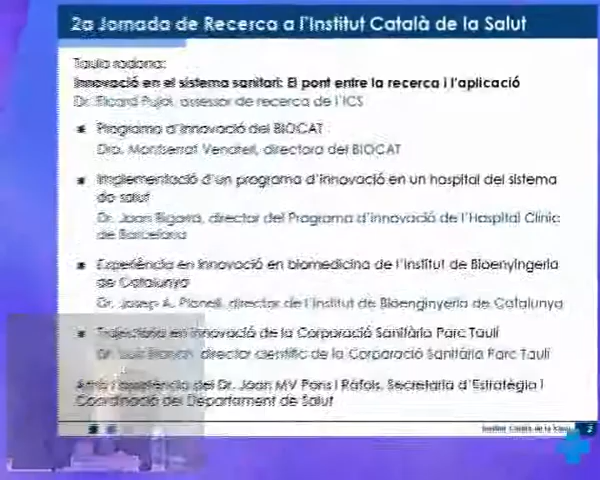 2a Jornada de Recerca a l'Institut Català de la Salut
Taula rodona:
Innovació en el sistema sanitari: El pont entre la recerca i l'aplicació
Dr. Ricard Pujol, assessor de recerca de l'ICS
Programa d'innovació del BIOCAT
Dra. Montserrat Vendrell, directora del BIOCAT
Implementació d'un programa d'innovació en un hospital del sistema
de salut
Dr. Joan Bigorra, director del Programa d'innovació de l'Hospital Clínic
de Barcelona
Experiència en innovació en biomedicina de l'Institut de Bioenyingeria
de Catalunya
Dr. Josep A. Planell, director de l'Institut de Bioenginyeria de Catalunya
Trajectòria en innovació de la Corporació Sanitària Parc Taulí
Dr. Lluís Blanch, director científic de la Corporació Sanitària Parc Taulí
Amb l'assistència del Dr. Joan MV Pons i Ràfols, Secretaria d'Estratègia i
Coordinació del Departament de Salut
Institut Català de la Salut 2